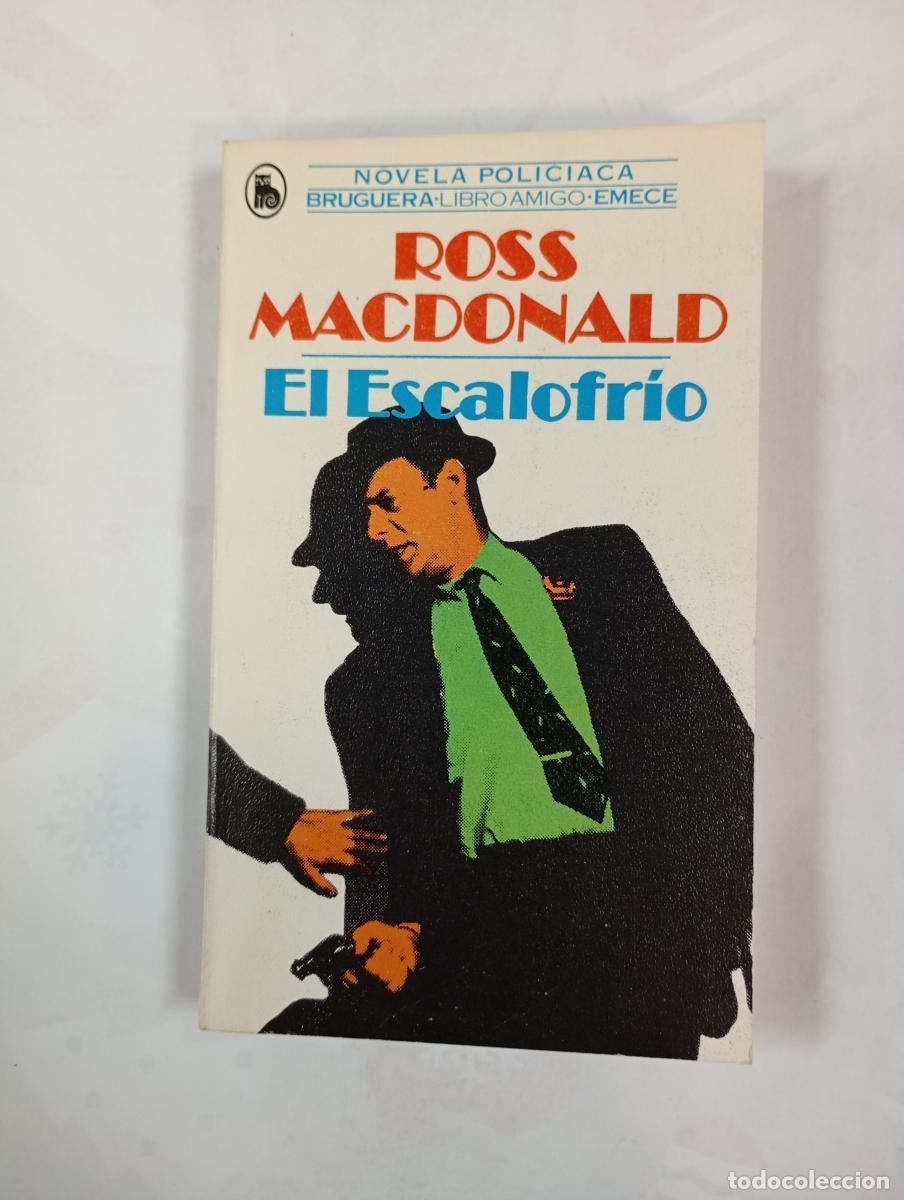 NOVELA POLICIACA
BRUGUERA·LIBRO AMIGO·EMECE
ROSS
MACDONALD
El Escalofrío
todocoleccion